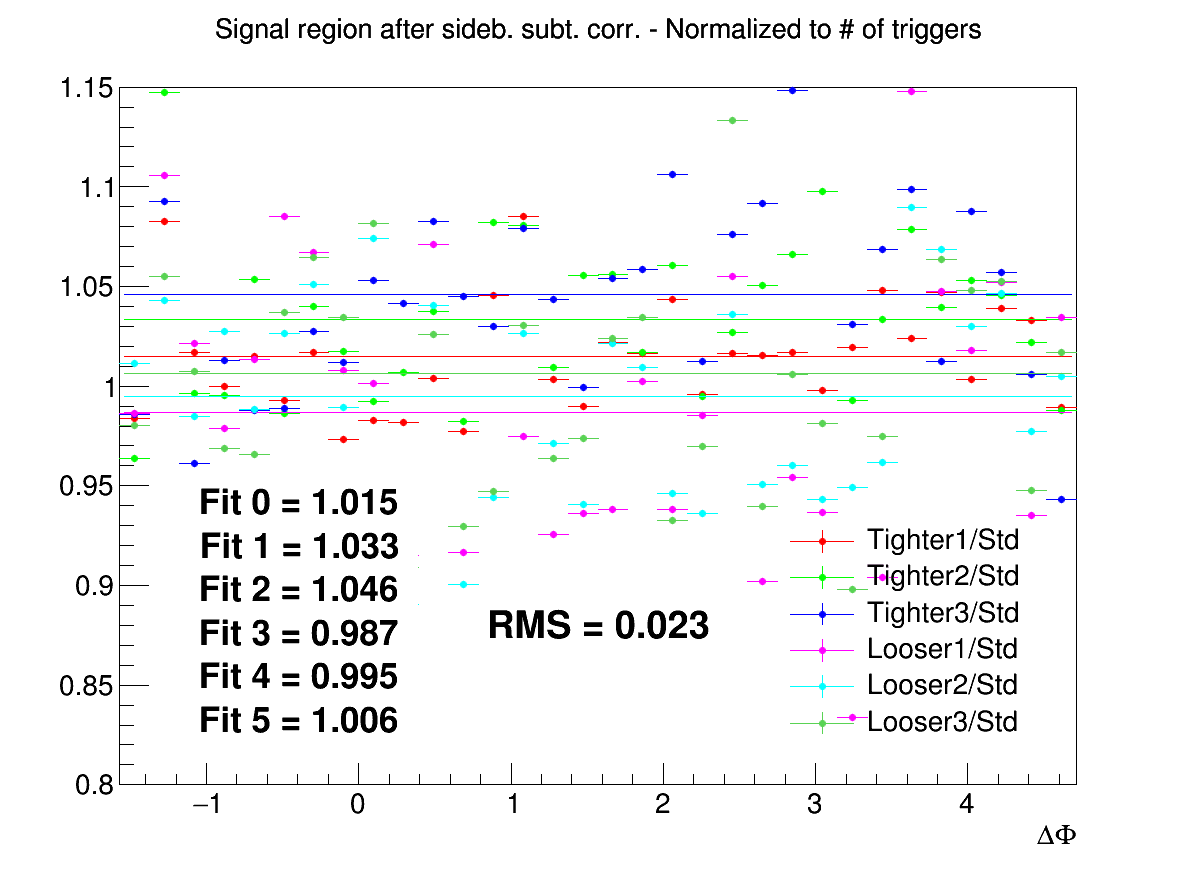 Signal region after sideb. subt. corr. - Normalized to # of triggers
1.15
1.1
1.05
1
0.95
0.9
0.85
0.8
Fit 0 = 1.015
Fit 1 = 1.033
Fit 2 = 1.046
Fit 3 = 0.987
Fit 4 = 0.995
Fit 5 = 1.006
RMS = 0.023
Tighter1/Std
Tighter2/Std
Tighter3/Std
Looser1/Std
Looser2/Std
Looser3/Std
−1 0 1 2 3 4
ΔΦ